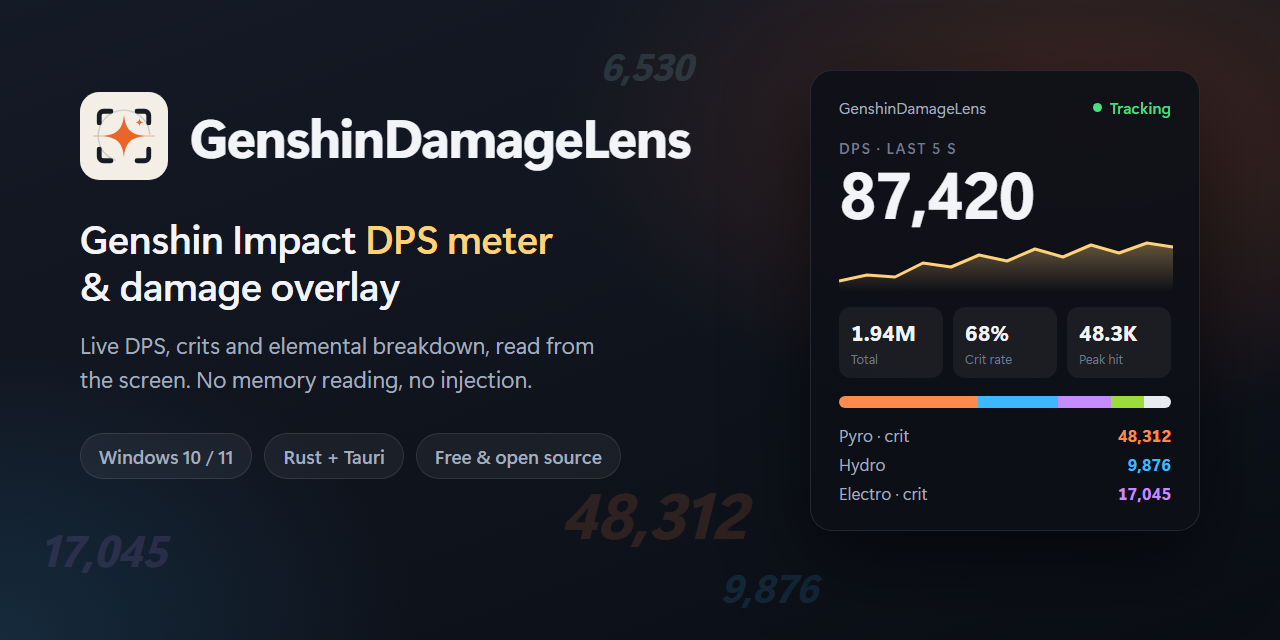 6,530
GenshinDamageLens
Genshin Impact DPS meter
& damage overlay
Live DPS, crits and elemental breakdown, read from
the screen. No memory reading, no injection.
Windows 10 / 11
Rust + Tauri
Free & open source
48,312
17,045
9,876
GenshinDamageLens
Tracking
DPS · LAST 5 S
87,420
1.94M
Total
68%
Crit rate
48.3K
Peak hit
Pyro · crit 48,312
Hydro 9,876
Electro · crit 17,045